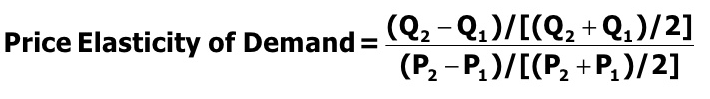 Price Elasticity of Demand = (Q₂ – Q₁)/[(Q₂ + Q₁)/2]
(P₂ – P₁)/[(P₂ + P₁)/2]